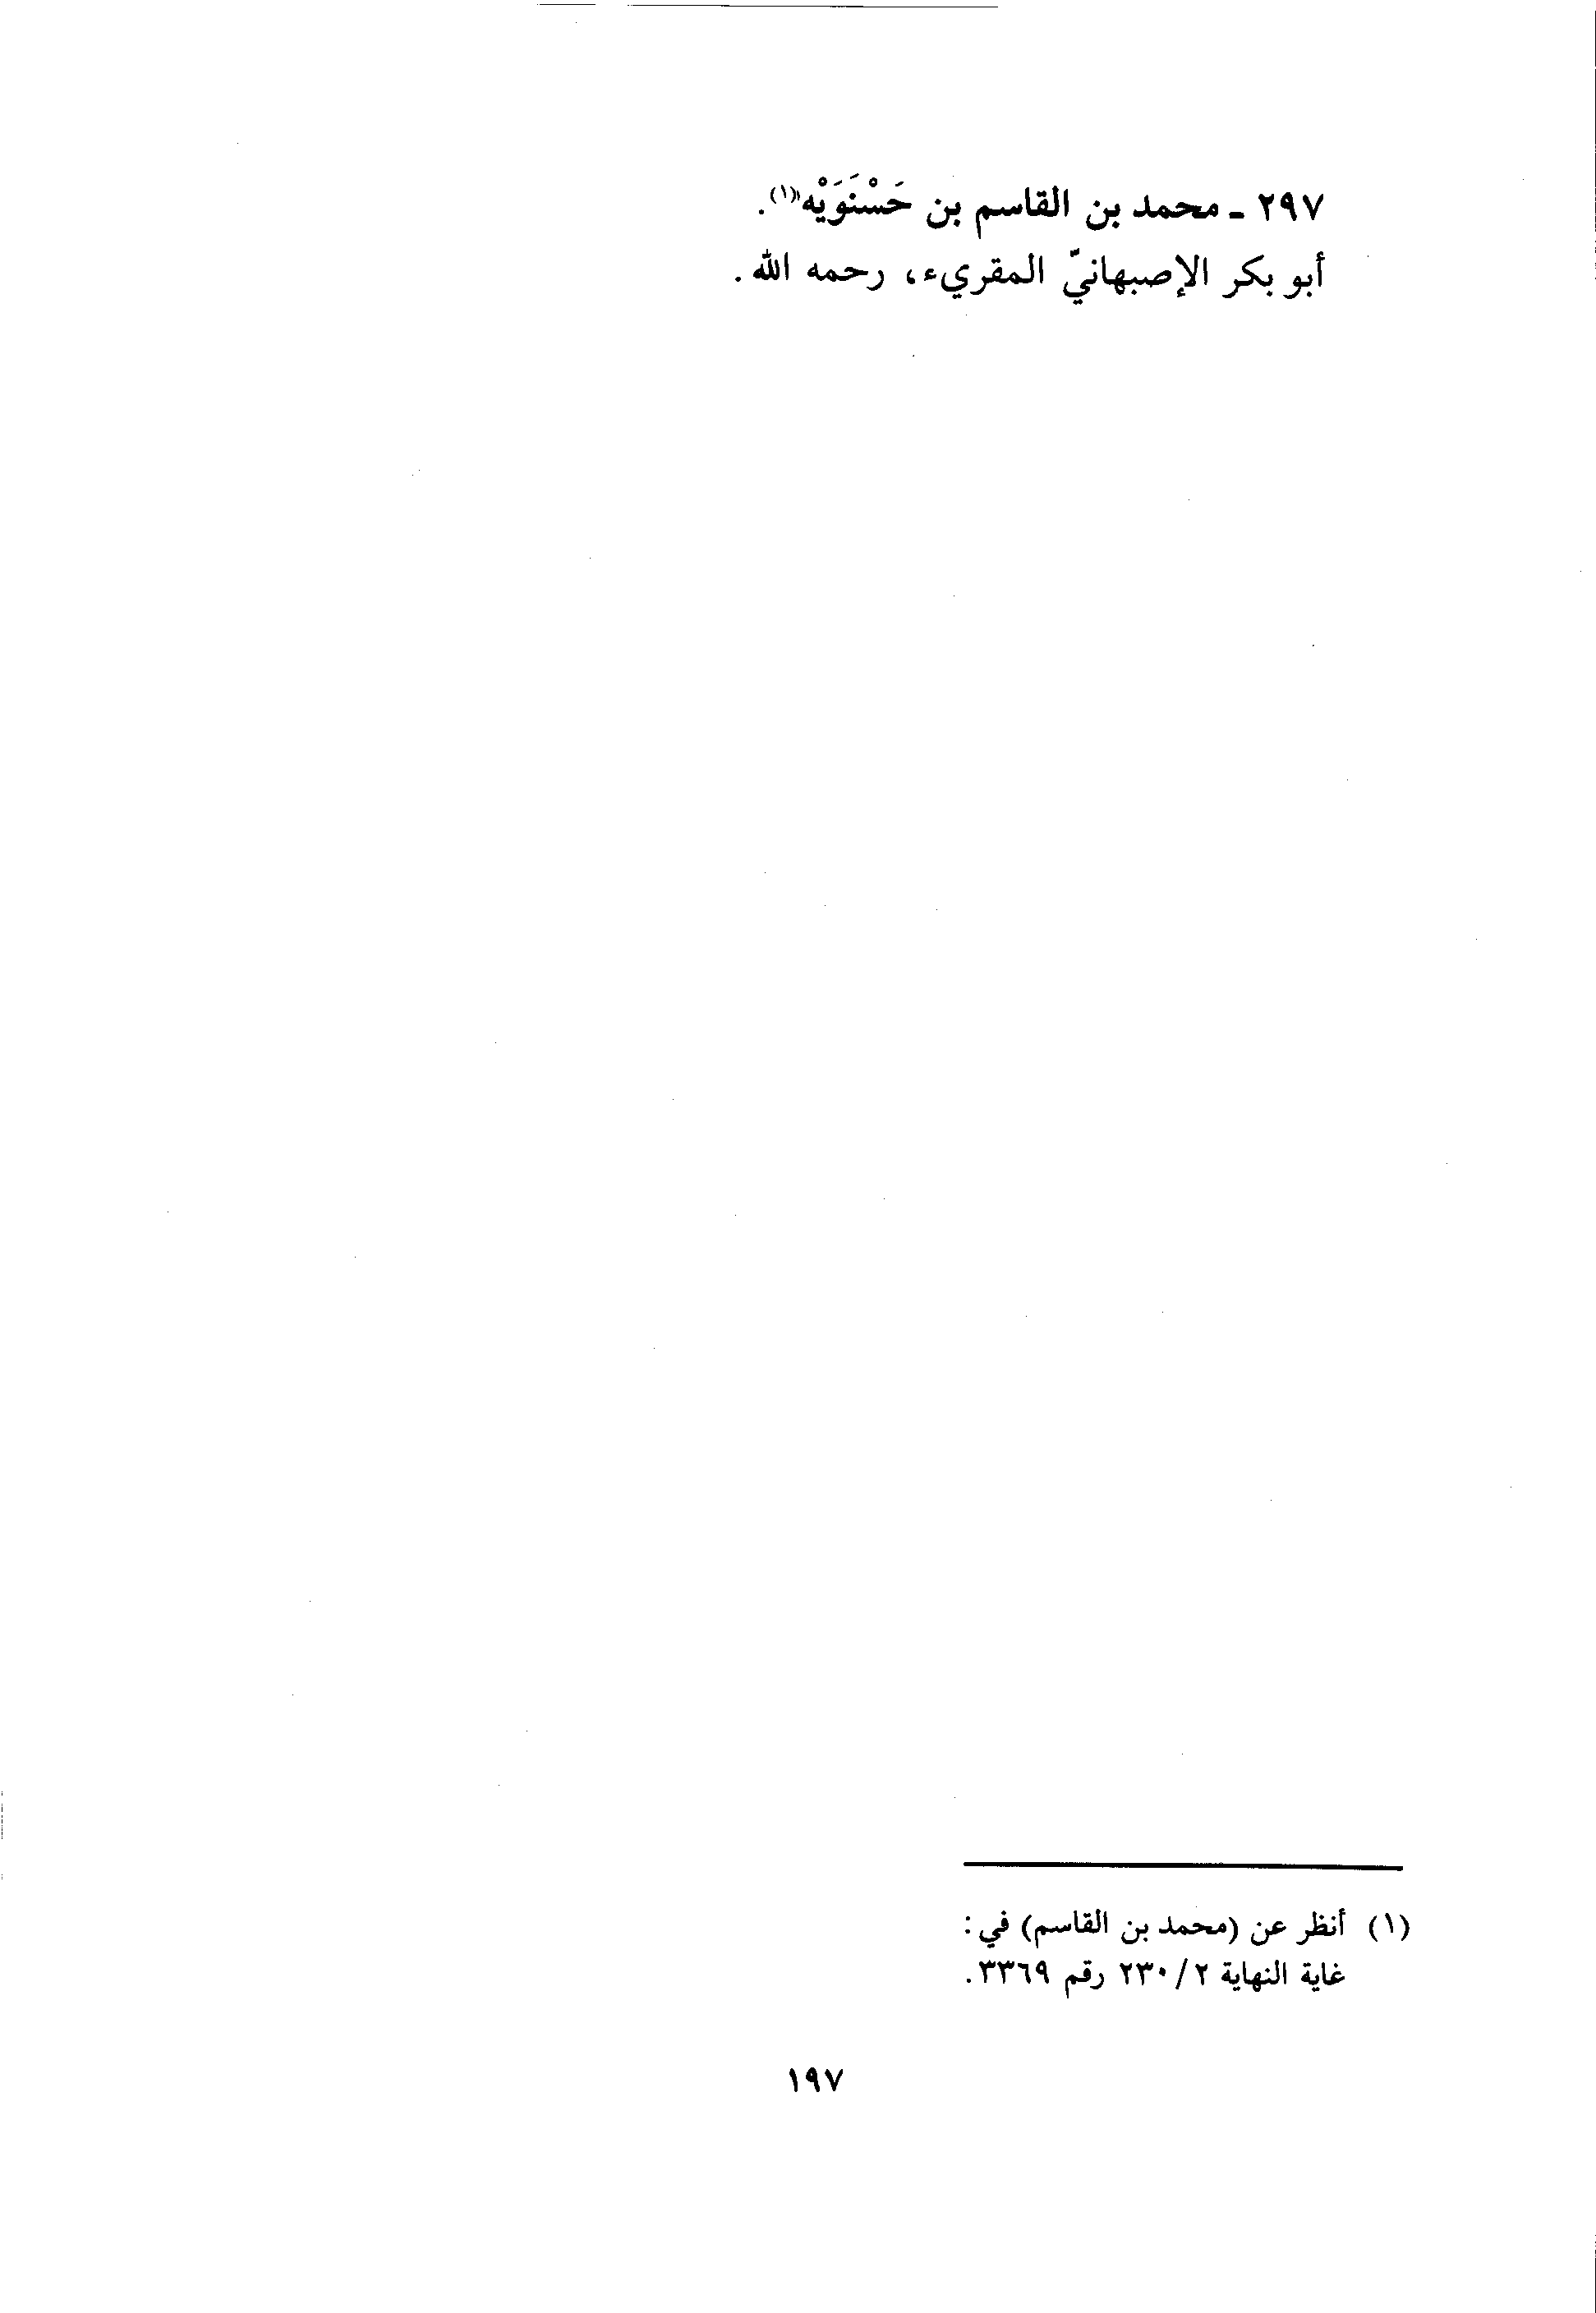 ٢٩٧ ـ محمد بن القاسم بن حَسْنَوَيْه(١).
أبو بكر الإصبهانيّ المقريء، رحمه الله.
(١) أنظر عن (محمد بن القاسم) في:
غاية النهاية ٢/ ٢٣٠ رقم ٣٣٦٩.
١٩٧